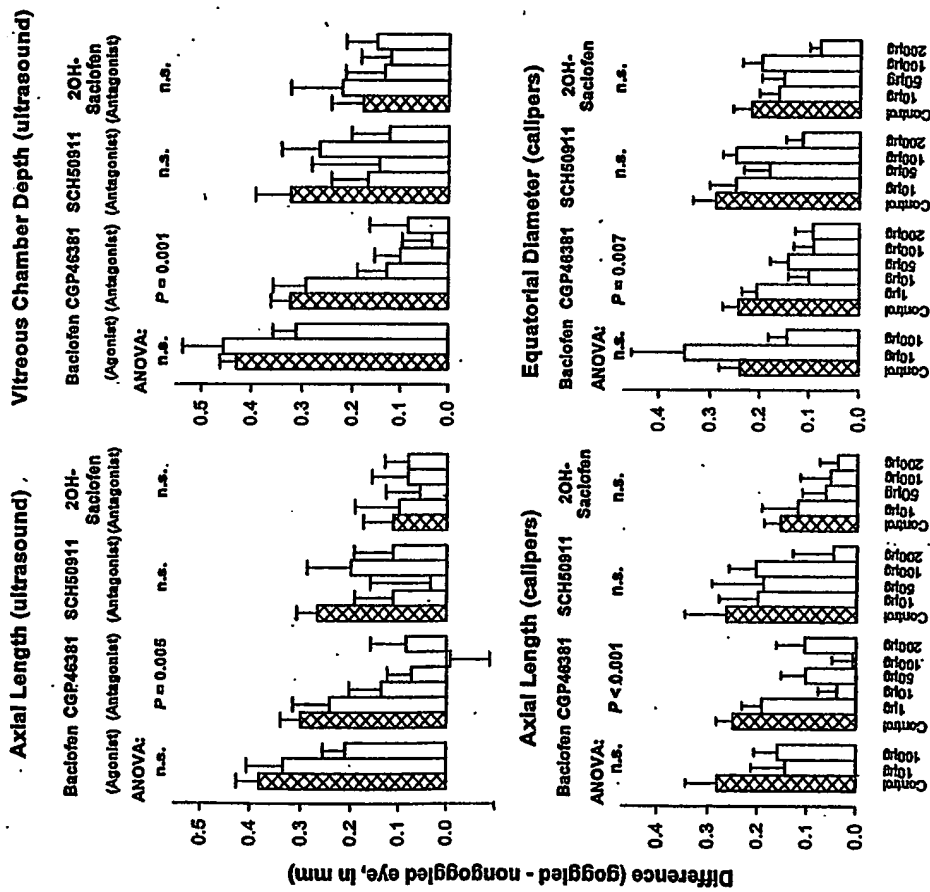 Axial Length (ultrasound)
Baclofen CGP46381 SCH50911 2OH-
Saclofen
(Agonist) (Antagonist) (Antagonist) (Antagonist)
ANOVA:
n.s. P = 0.005 n.s. n.s.
0.5
0.4
0.3
0.2
0.1
0.0
Vitreous Chamber Depth (ultrasound)
Baclofen CGP46381 SCH50911 2OH-
Saclofen
(Agonist) (Antagonist) (Antagonist) (Antagonist)
ANOVA:
n.s. P = 0.001 n.s. n.s.
0.5
0.4
0.3
0.2
0.1
0.0
Axial Length (calipers)
Baclofen CGP46381 SCH50911 2OH-
Saclofen
ANOVA:
n.s. P < 0.001 n.s. n.s.
0.4
0.3
0.2
0.1
0.0
Control 10µg 100µg Control 1µg 10µg 50µg 100µg 200µg Control 10µg 50µg 100µg 200µg Control 10µg 50µg 100µg 200µg
Equatorial Diameter (calipers)
Baclofen CGP46381 SCH50911 2OH-
Saclofen
ANOVA:
n.s. P = 0.007 n.s. n.s.
0.4
0.3
0.2
0.1
0.0
Control 10µg 100µg Control 1µg 10µg 50µg 100µg 200µg Control 10µg 50µg 100µg 200µg Control 10µg 50µg 100µg 200µg
Difference (goggled - nongoggled eye, in mm)